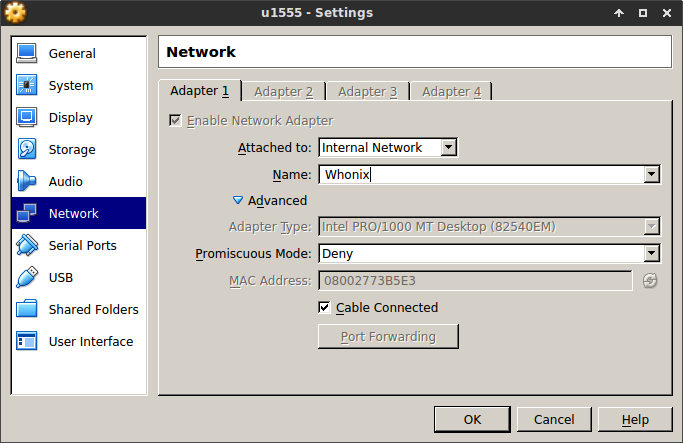 u1555 - Settings
General
System
Display
Storage
Audio
Network
Serial Ports
USB
Shared Folders
User Interface
Network
Adapter 1 Adapter 2 Adapter 3 Adapter 4
Enable Network Adapter
Attached to: Internal Network
Name: Whonix
Advanced
Adapter Type: Intel PRO/1000 MT Desktop (82540EM)
Promiscuous Mode: Deny
MAC Address: 08002773B5E3
Cable Connected
Port Forwarding
OK Cancel Help